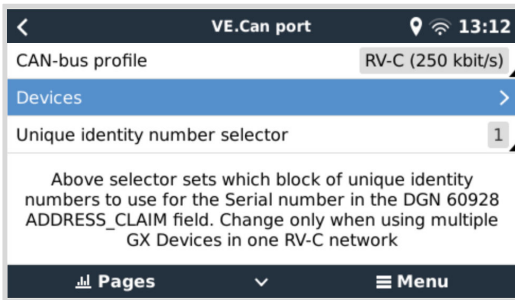 VE.Can port 13:12
CAN-bus profile RV-C (250 kbit/s)
Devices
Unique identity number selector 1
Above selector sets which block of unique identity
numbers to use for the Serial number in the DGN 60928
ADDRESS_CLAIM field. Change only when using multiple
GX Devices in one RV-C network
Pages Menu